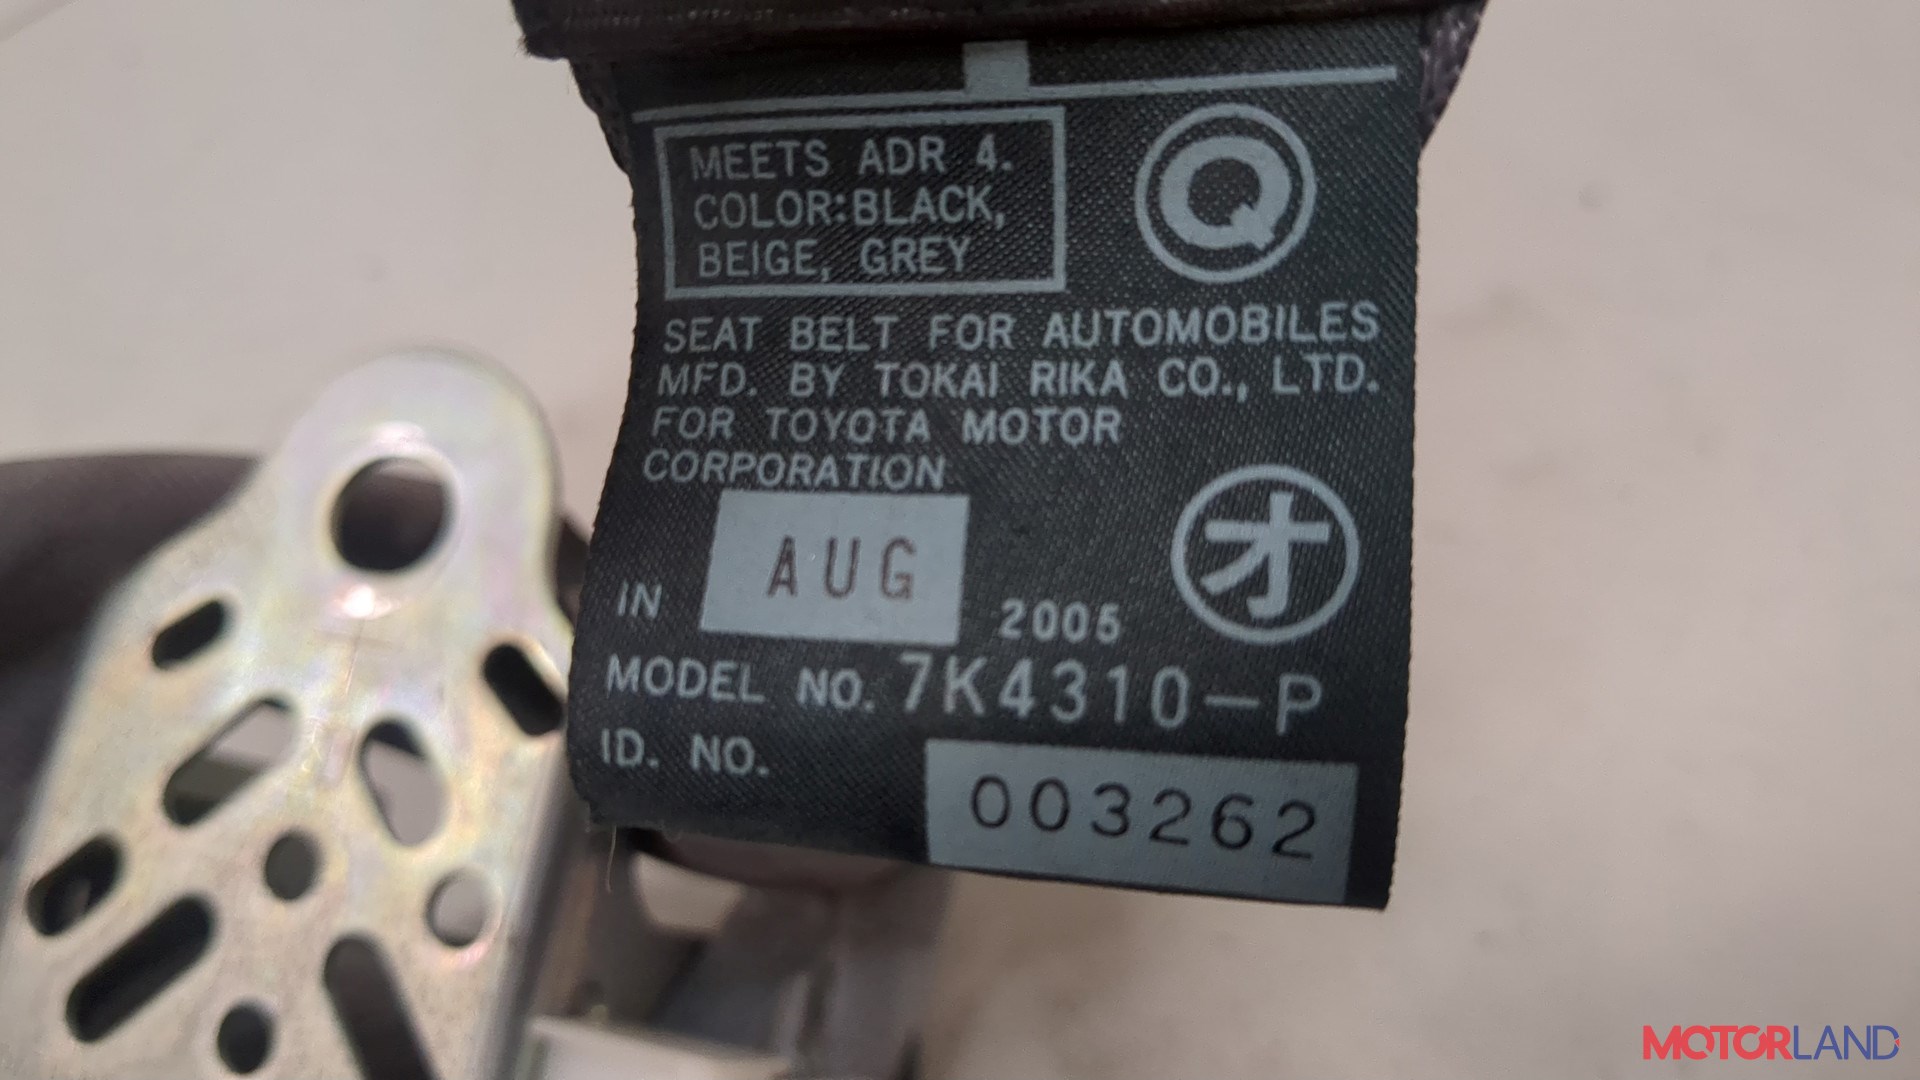 MEETS ADR 4.
COLOR:BLACK,
BEIGE, GREY
Q
SEAT BELT FOR AUTOMOBILES
MFD. BY TOKAI RIKA CO., LTD.
FOR TOYOTA MOTOR
CORPORATION
オ
IN AUG 2005
MODEL NO. 7K4310-P
ID. NO. 003262
MOTORLAND